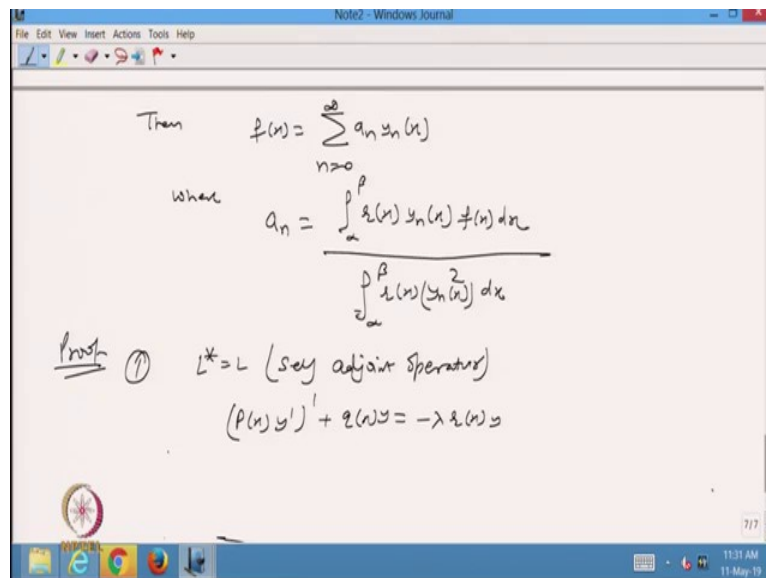 Note2 - Windows Journal
File Edit View Insert Actions Tools Help
Then f(x) = ∑_{n=0}^{∞} a_n y_n(x)
where a_n = ∫_α^β r(x) y_n(x) f(x) dx / ∫_α^β r(x) (y_n^2(x)) dx
Proof ① L* = L (self adjoint operator)
(p(x) y')' + q(x) y = -λ r(x) y
7/7
NPTEL
11:31 AM
11-May-19